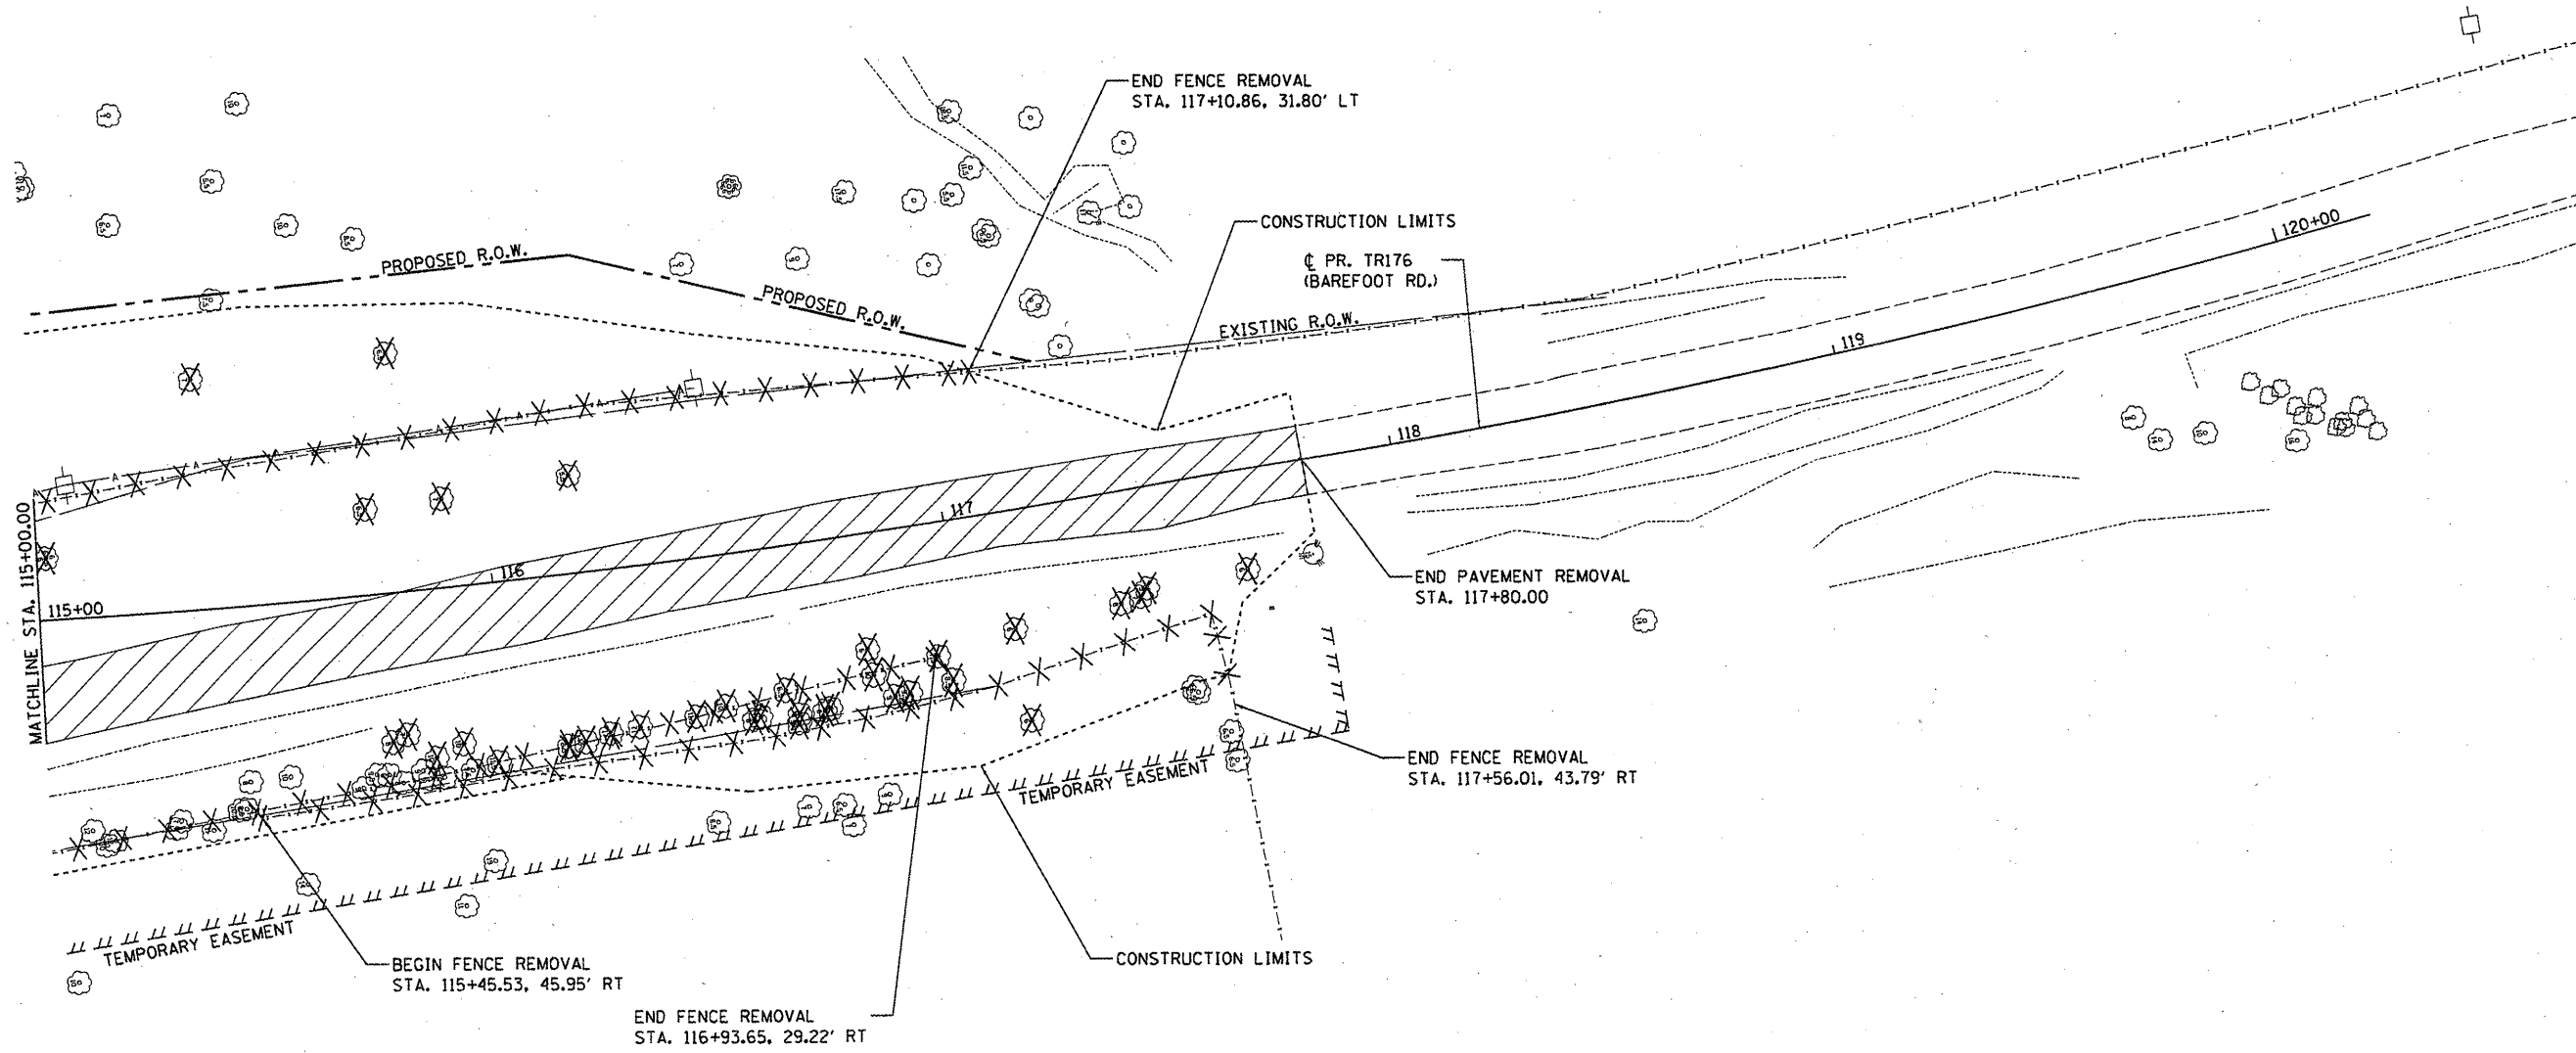 END FENCE REMOVAL
STA. 117+10.86, 31.80' LT
CONSTRUCTION LIMITS
℄ PR. TR176
(BAREFOOT RD.)
PROPOSED R.O.W.
PROPOSED R.O.W.
EXISTING R.O.W.
120+00
119
118
117
116
115+00
MATCHLINE STA. 115+00.00
END PAVEMENT REMOVAL
STA. 117+80.00
END FENCE REMOVAL
STA. 117+56.01, 43.79' RT
TEMPORARY EASEMENT
TEMPORARY EASEMENT
CONSTRUCTION LIMITS
BEGIN FENCE REMOVAL
STA. 115+45.53, 45.95' RT
END FENCE REMOVAL
STA. 116+93.65, 29.22' RT